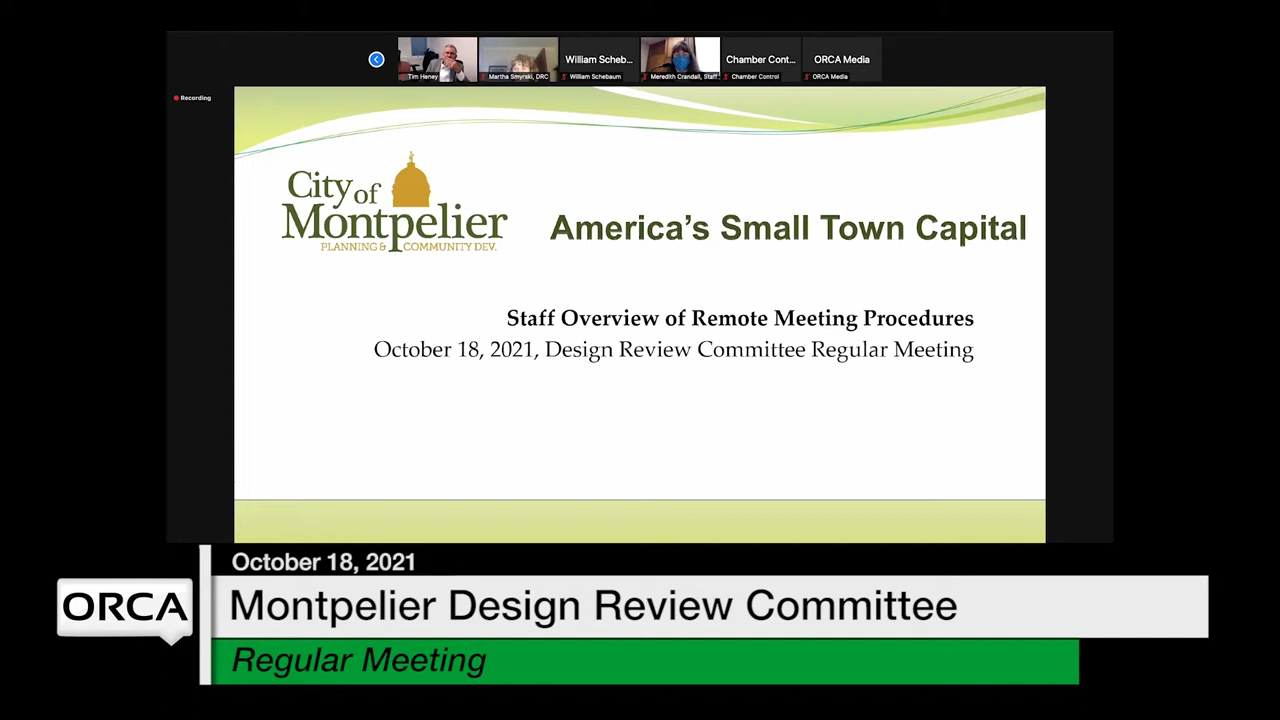 William Scheb...
Chamber Cont...
ORCA Media
Tim Heney
Martha Smyrski, DRC
William Schebaum
Meredith Crandall, Staff
Chamber Control
ORCA Media
Recording
City of
Montpelier
PLANNING & COMMUNITY DEV.
America's Small Town Capital
Staff Overview of Remote Meeting Procedures
October 18, 2021, Design Review Committee Regular Meeting
October 18, 2021
ORCA
Montpelier Design Review Committee
Regular Meeting